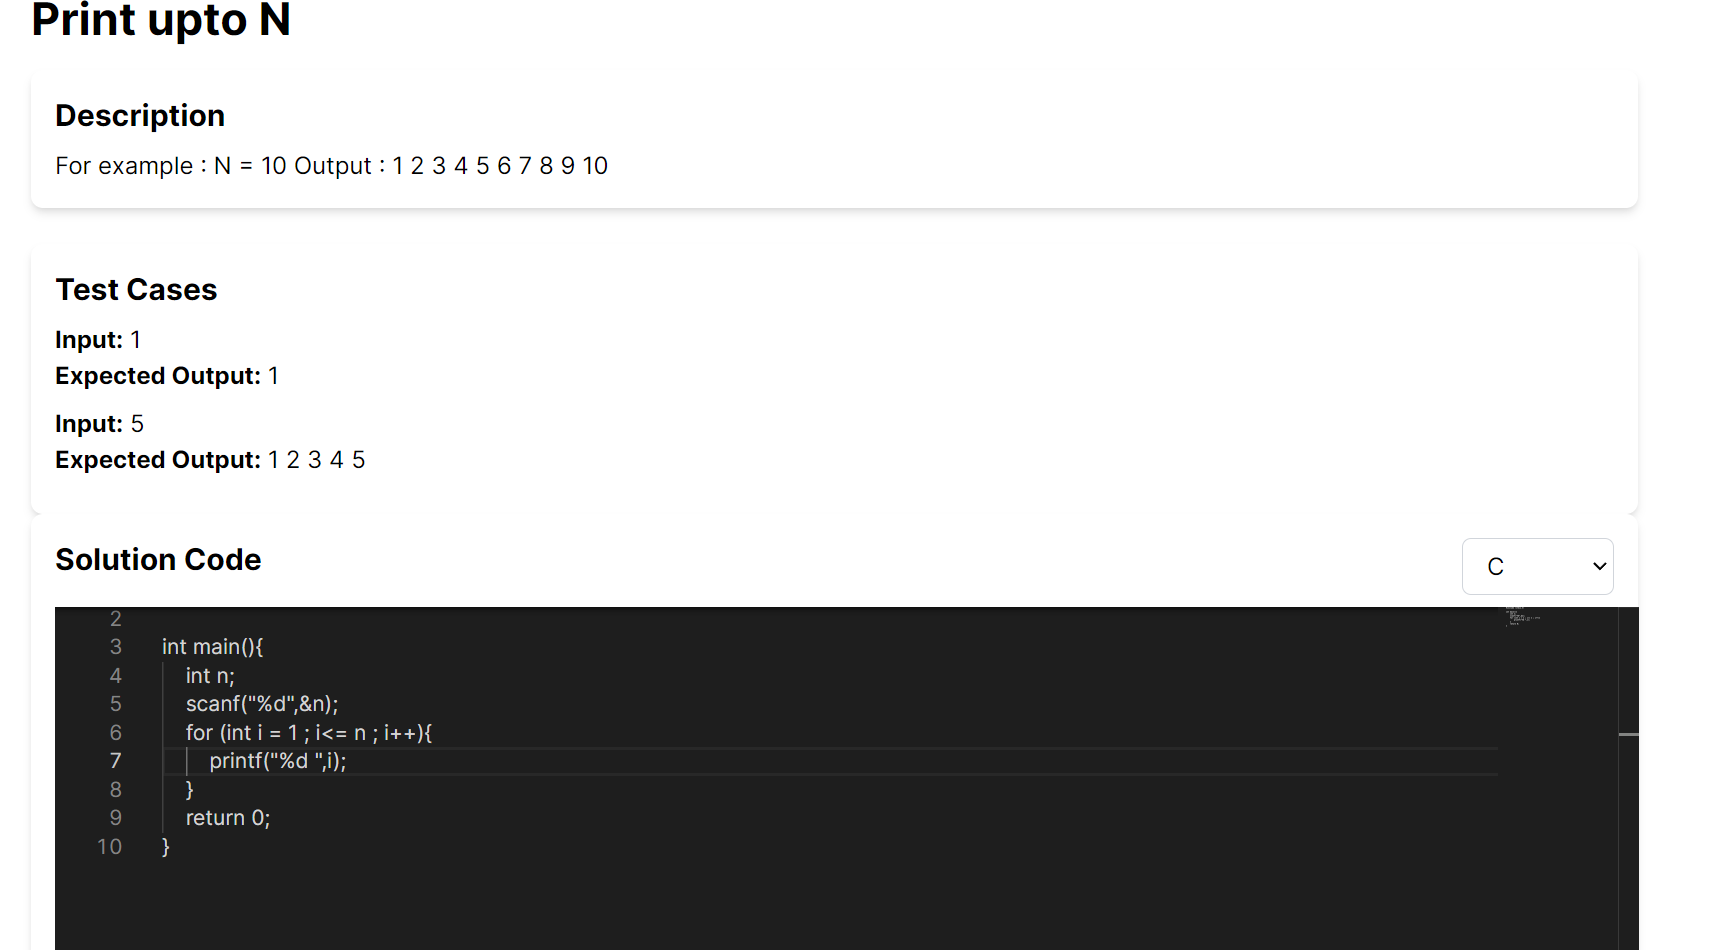 Print upto N
Description
For example : N = 10 Output : 1 2 3 4 5 6 7 8 9 10
Test Cases
Input: 1
Expected Output: 1
Input: 5
Expected Output: 1 2 3 4 5
Solution Code
C
2
3 int main(){
4 int n;
5 scanf("%d",&n);
6 for (int i = 1 ; i<= n ; i++){
7 printf("%d ",i);
8 }
9 return 0;
10 }